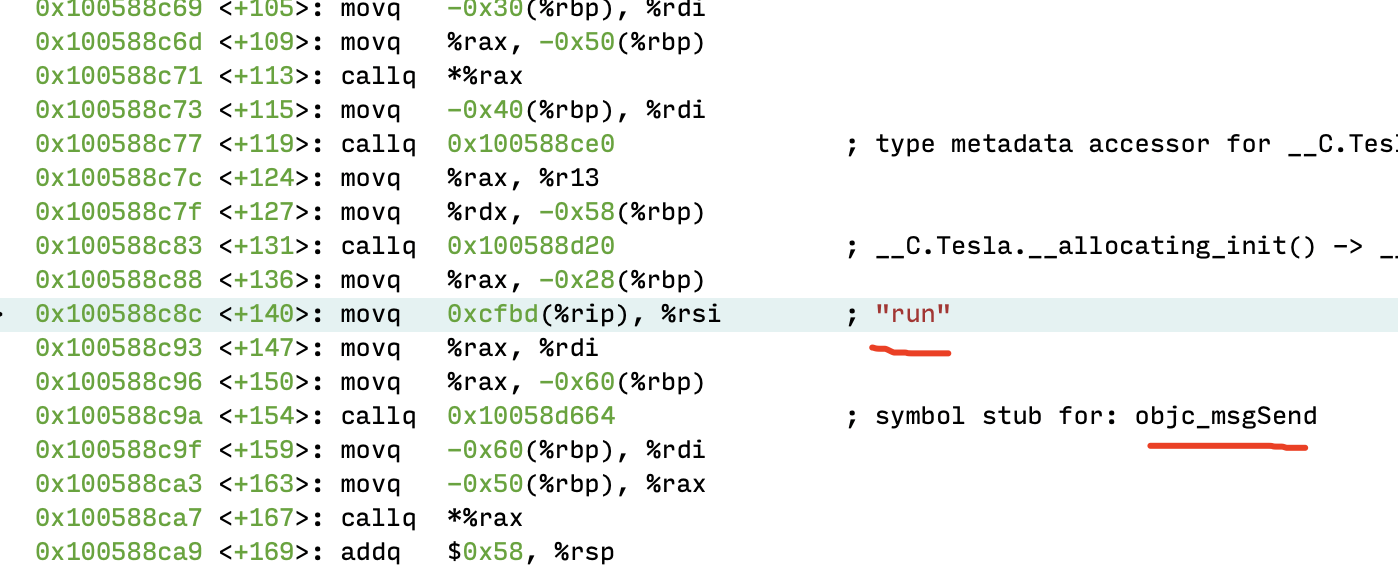 0x100588c69 <+105>: movq -0x30(%rbp), %rdi
0x100588c6d <+109>: movq %rax, -0x50(%rbp)
0x100588c71 <+113>: callq *%rax
0x100588c73 <+115>: movq -0x40(%rbp), %rdi
0x100588c77 <+119>: callq 0x100588ce0 ; type metadata accessor for __C.Tesl
0x100588c7c <+124>: movq %rax, %r13
0x100588c7f <+127>: movq %rdx, -0x58(%rbp)
0x100588c83 <+131>: callq 0x100588d20 ; __C.Tesla.__allocating_init() -> __
0x100588c88 <+136>: movq %rax, -0x28(%rbp)
0x100588c8c <+140>: movq 0xcfbd(%rip), %rsi ; "run"
0x100588c93 <+147>: movq %rax, %rdi
0x100588c96 <+150>: movq %rax, -0x60(%rbp)
0x100588c9a <+154>: callq 0x10058d664 ; symbol stub for: objc_msgSend
0x100588c9f <+159>: movq -0x60(%rbp), %rdi
0x100588ca3 <+163>: movq -0x50(%rbp), %rax
0x100588ca7 <+167>: callq *%rax
0x100588ca9 <+169>: addq $0x58, %rsp